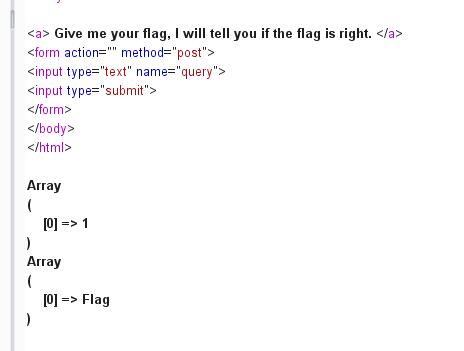 <a> Give me your flag, I will tell you if the flag is right. </a>
<form action="" method="post">
<input type="text" name="query">
<input type="submit">
</form>
</body>
</html>
Array
(
[0] => 1
)
Array
(
[0] => Flag
)